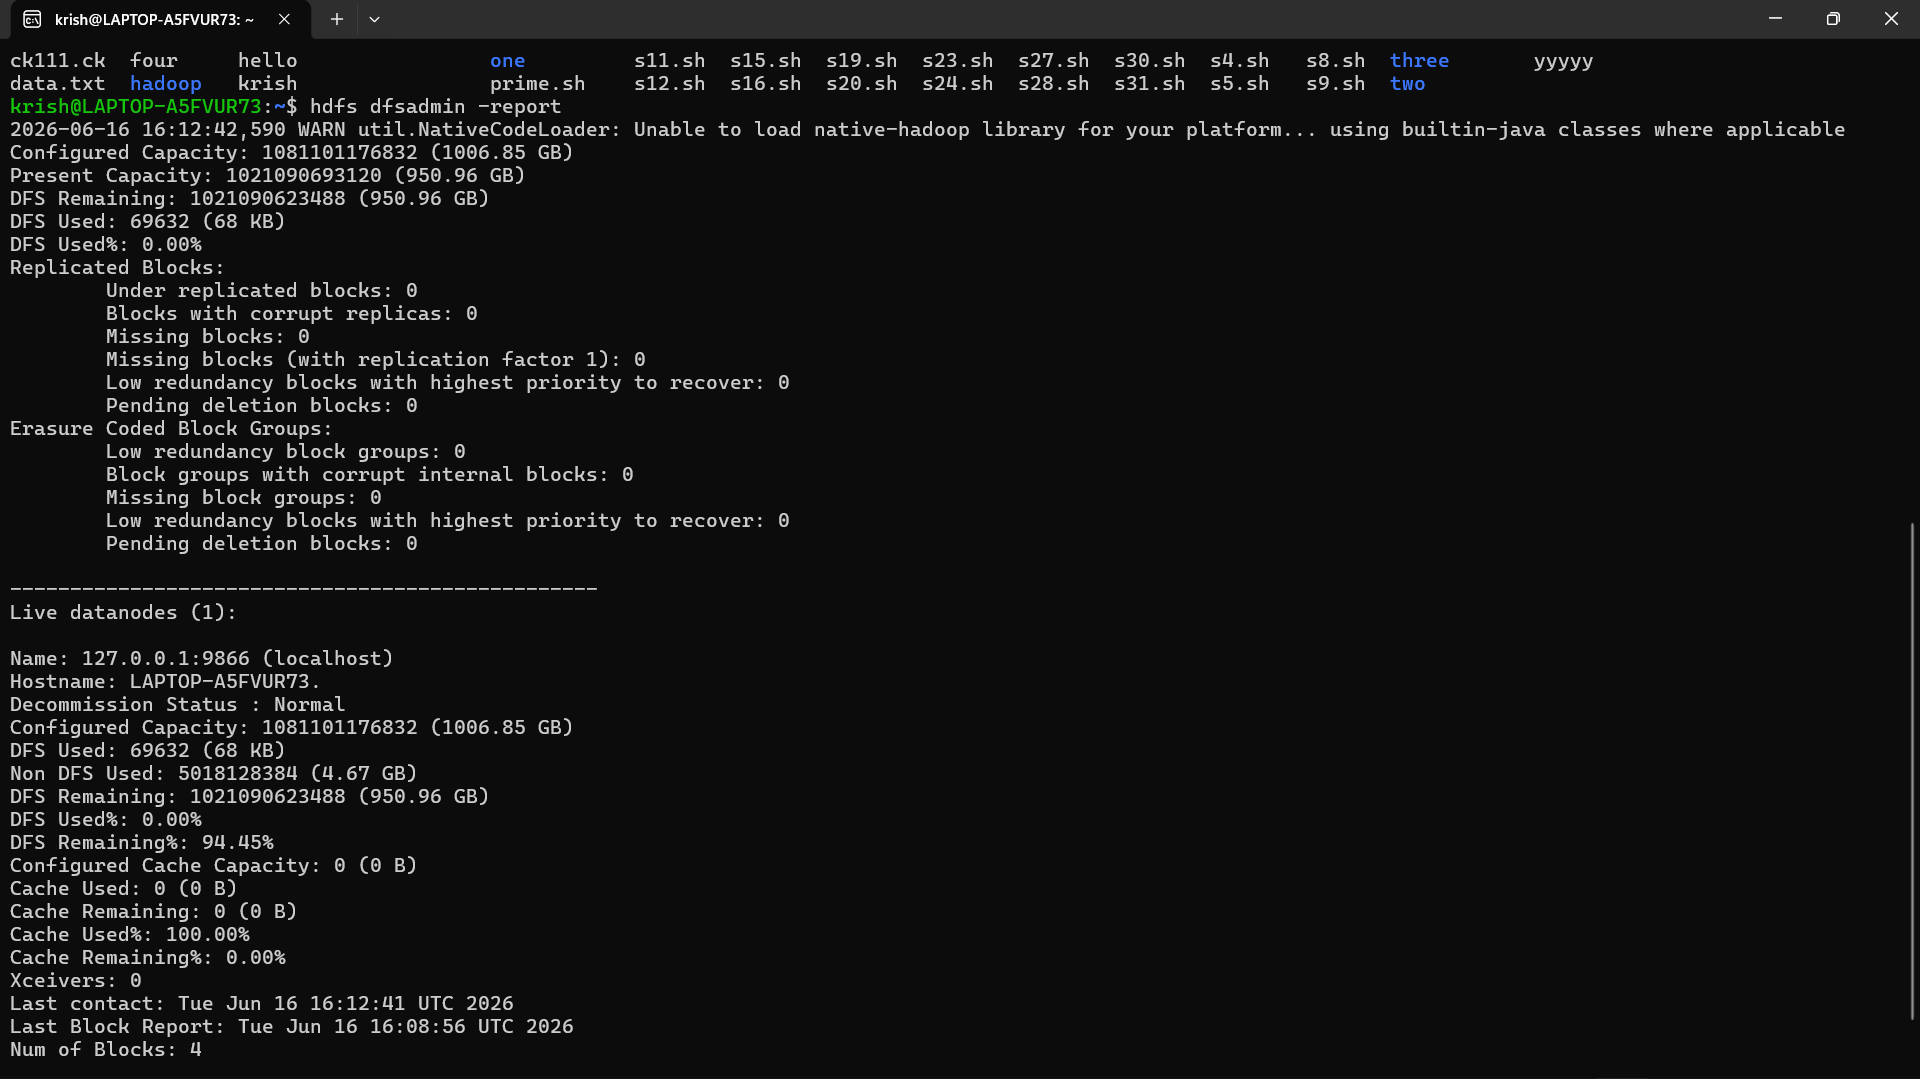 krish@LAPTOP-A5FVUR73: ~
ck111.ck  four     hello                one         s11.sh  s15.sh  s19.sh  s23.sh  s27.sh  s30.sh  s4.sh   s8.sh  three       yyyyy
data.txt  hadoop   krish                prime.sh    s12.sh  s16.sh  s20.sh  s24.sh  s28.sh  s31.sh  s5.sh   s9.sh  two
krish@LAPTOP-A5FVUR73:~$ hdfs dfsadmin -report
2026-06-16 16:12:42,590 WARN util.NativeCodeLoader: Unable to load native-hadoop library for your platform... using builtin-java classes where applicable
Configured Capacity: 1081101176832 (1006.85 GB)
Present Capacity: 1021090693120 (950.96 GB)
DFS Remaining: 1021090623488 (950.96 GB)
DFS Used: 69632 (68 KB)
DFS Used%: 0.00%
Replicated Blocks:
        Under replicated blocks: 0
        Blocks with corrupt replicas: 0
        Missing blocks: 0
        Missing blocks (with replication factor 1): 0
        Low redundancy blocks with highest priority to recover: 0
        Pending deletion blocks: 0
Erasure Coded Block Groups:
        Low redundancy block groups: 0
        Block groups with corrupt internal blocks: 0
        Missing block groups: 0
        Low redundancy blocks with highest priority to recover: 0
        Pending deletion blocks: 0
-------------------------------------------------
Live datanodes (1):
Name: 127.0.0.1:9866 (localhost)
Hostname: LAPTOP-A5FVUR73.
Decommission Status : Normal
Configured Capacity: 1081101176832 (1006.85 GB)
DFS Used: 69632 (68 KB)
Non DFS Used: 5018128384 (4.67 GB)
DFS Remaining: 1021090623488 (950.96 GB)
DFS Used%: 0.00%
DFS Remaining%: 94.45%
Configured Cache Capacity: 0 (0 B)
Cache Used: 0 (0 B)
Cache Remaining: 0 (0 B)
Cache Used%: 100.00%
Cache Remaining%: 0.00%
Xceivers: 0
Last contact: Tue Jun 16 16:12:41 UTC 2026
Last Block Report: Tue Jun 16 16:08:56 UTC 2026
Num of Blocks: 4